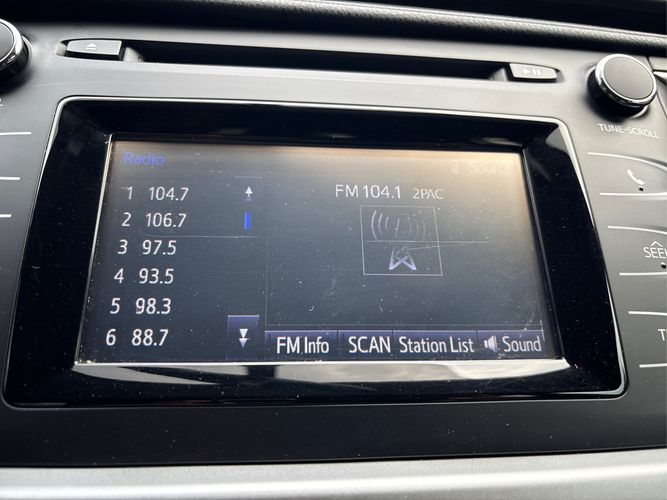 TUNE•SCROLL
Radio
Source
1 104.7
FM 104.1 2PAC
2 106.7
3 97.5
4 93.5
5 98.3
6 88.7
FM Info
SCAN
Station List
Sound